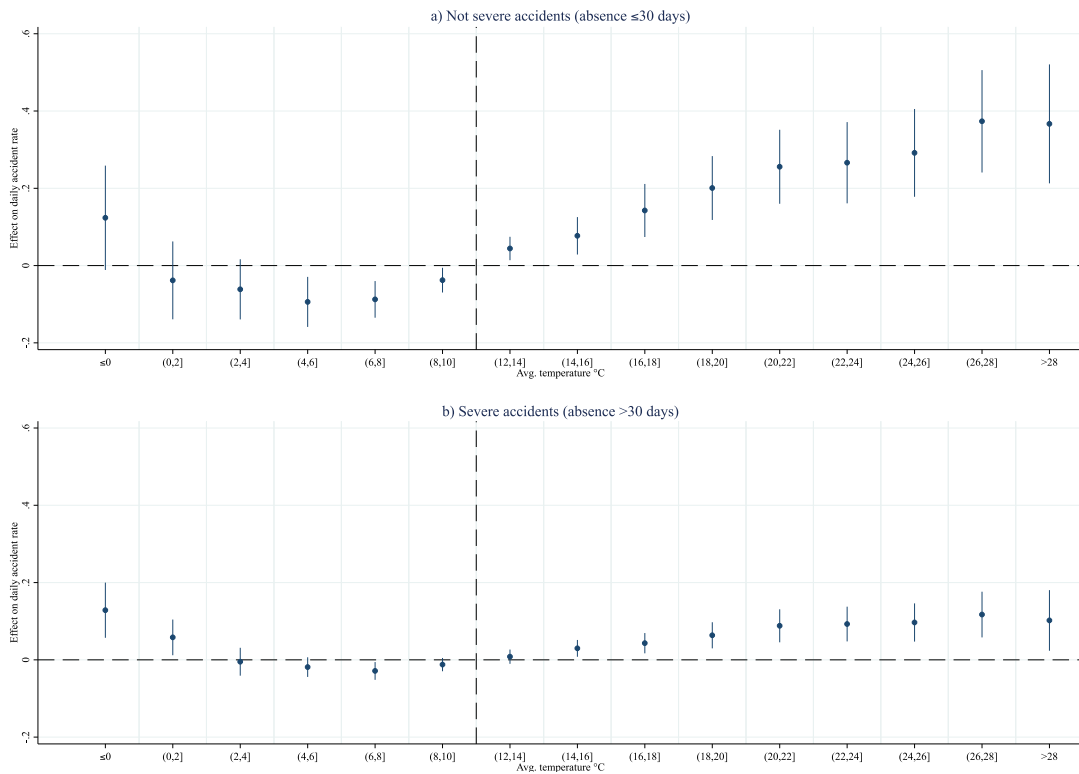 a) Not severe accidents (absence ≤30 days)
Effect on daily accident rate
.6
.4
.2
0
-.2
≤0 (0,2] (2,4] (4,6] (6,8] (8,10] (12,14] (14,16] (16,18] (18,20] (20,22] (22,24] (24,26] (26,28] >28
Avg. temperature °C
b) Severe accidents (absence >30 days)
Effect on daily accident rate
.6
.4
.2
0
-.2
≤0 (0,2] (2,4] (4,6] (6,8] (8,10] (12,14] (14,16] (16,18] (18,20] (20,22] (22,24] (24,26] (26,28] >28
Avg. temperature °C